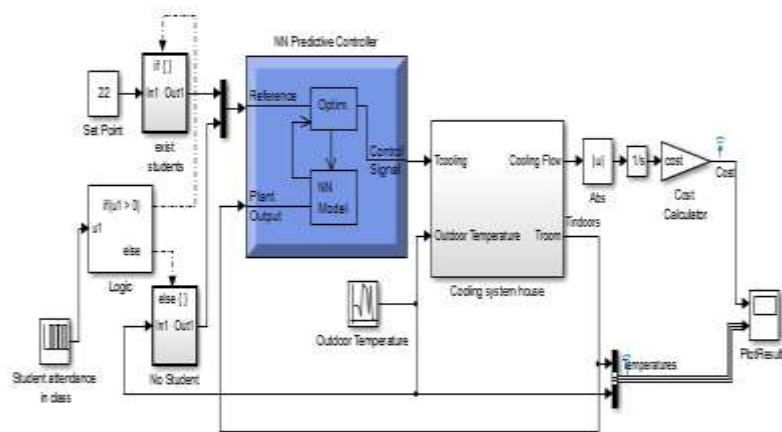 NN Predictive Controller
if { }
In1 Out1
22
Set Point
exist
students
Reference
Optim.
Control
Signal
NN
Model
Plant
Output
Tcooling
Cooling Flow
Outdoor Temperature
Troom
Cooling system house
Tindoors
|u|
Abs
1/s
cost
Cost
Calculator
Cost
if(u1 > 0)
u1
else
Logic
else { }
In1 Out1
No Student
Student attendance
in class
Outdoor Temperature
Temperatures
PlotResults